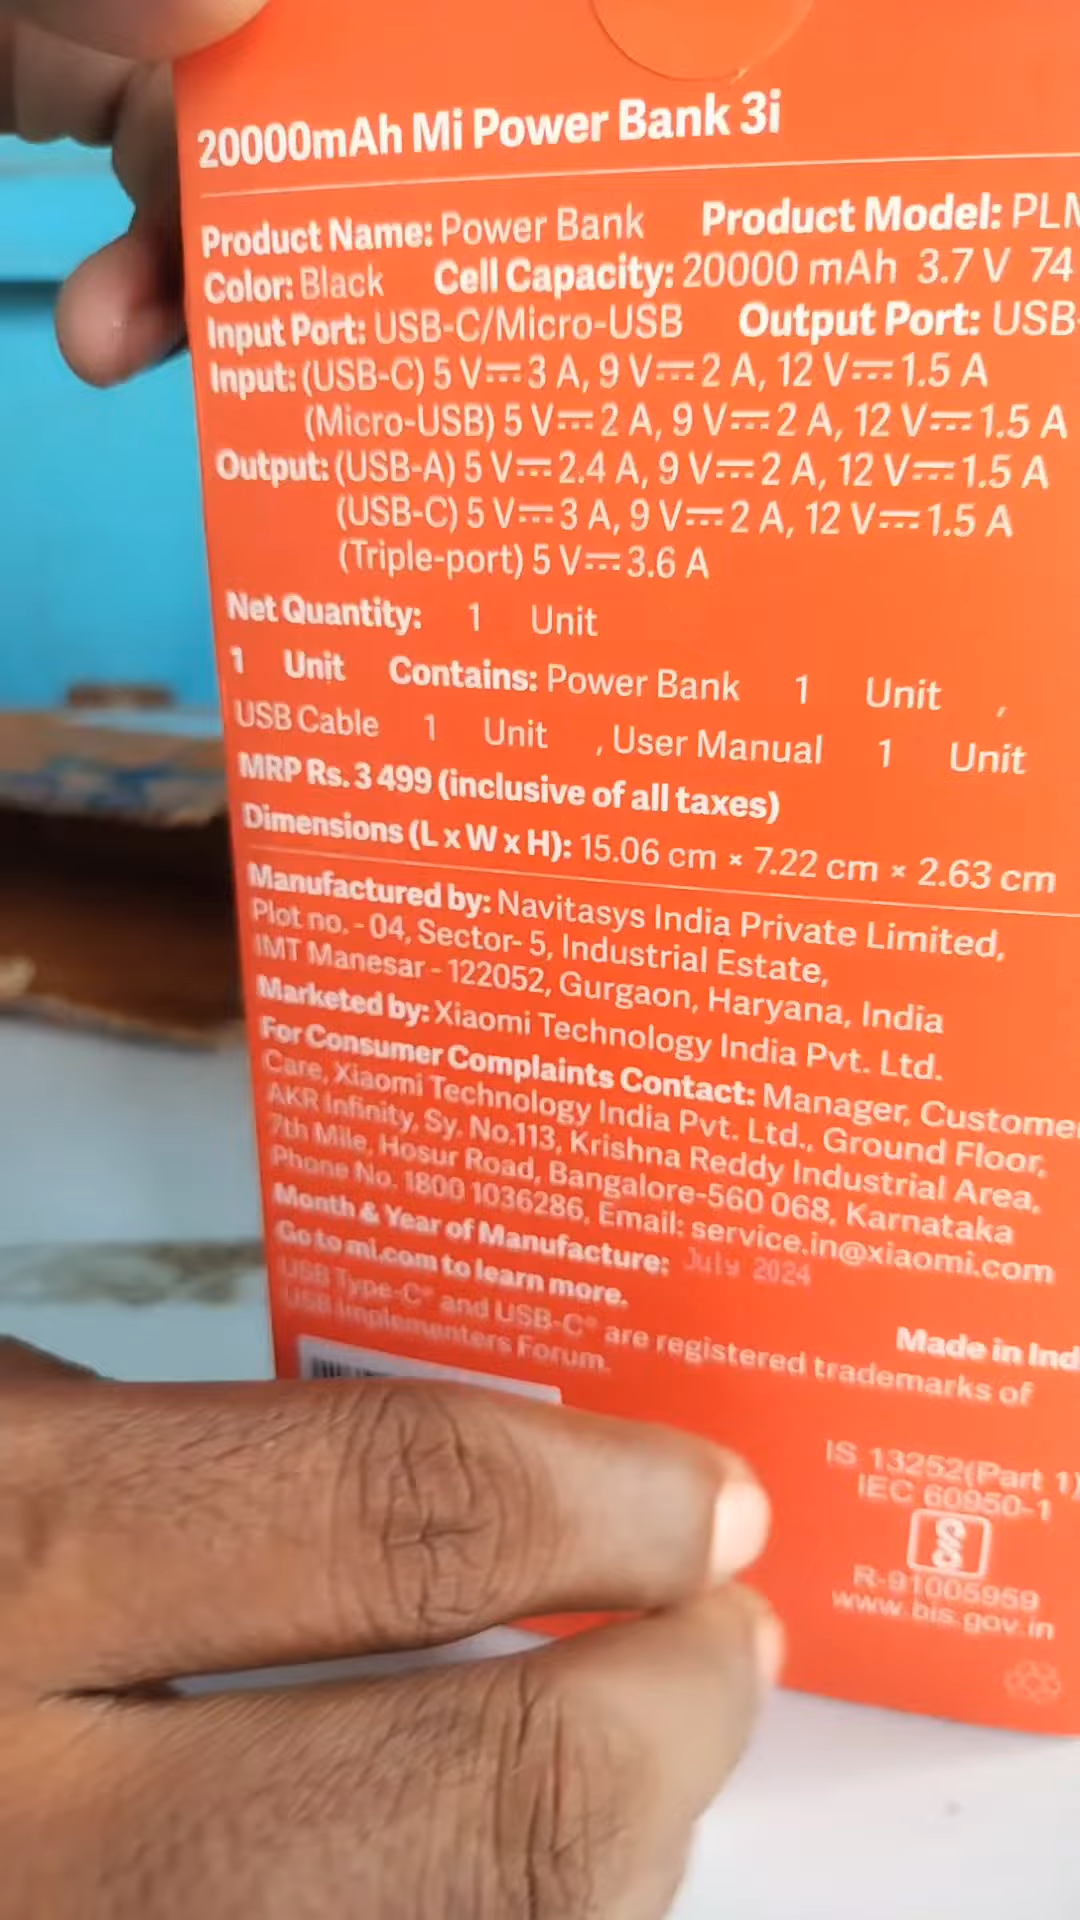 20000mAh Mi Power Bank 3i
Product Name: Power Bank Product Model: PLM
Color: Black Cell Capacity: 20000 mAh 3.7 V 74
Input Port: USB-C/Micro-USB Output Port: USB-
Input: (USB-C) 5 V⎓3 A, 9 V⎓2 A, 12 V⎓1.5 A
(Micro-USB) 5 V⎓2 A, 9 V⎓2 A, 12 V⎓1.5 A
Output: (USB-A) 5 V⎓2.4 A, 9 V⎓2 A, 12 V⎓1.5 A
(USB-C) 5 V⎓3 A, 9 V⎓2 A, 12 V⎓1.5 A
(Triple-port) 5 V⎓3.6 A
Net Quantity: 1 Unit
1 Unit Contains: Power Bank 1 Unit ,
USB Cable 1 Unit , User Manual 1 Unit
MRP Rs. 3 499 (inclusive of all taxes)
Dimensions (L x W x H): 15.06 cm × 7.22 cm × 2.63 cm
Manufactured by: Navitasys India Private Limited,
Plot no. - 04, Sector- 5, Industrial Estate,
IMT Manesar - 122052, Gurgaon, Haryana, India
Marketed by: Xiaomi Technology India Pvt. Ltd.
For Consumer Complaints Contact: Manager, Customer
Care, Xiaomi Technology India Pvt. Ltd., Ground Floor,
AKR Infinity, Sy. No.113, Krishna Reddy Industrial Area,
7th Mile, Hosur Road, Bangalore-560 068, Karnataka
Phone No. 1800 1036286, Email: service.in@xiaomi.com
Month & Year of Manufacture: July 2024
Go to mi.com to learn more.
Made in Ind
USB Type-C® and USB-C® are registered trademarks of
USB Implementers Forum.
IS 13252(Part 1)
IEC 60950-1
R-91005959
www.bis.gov.in